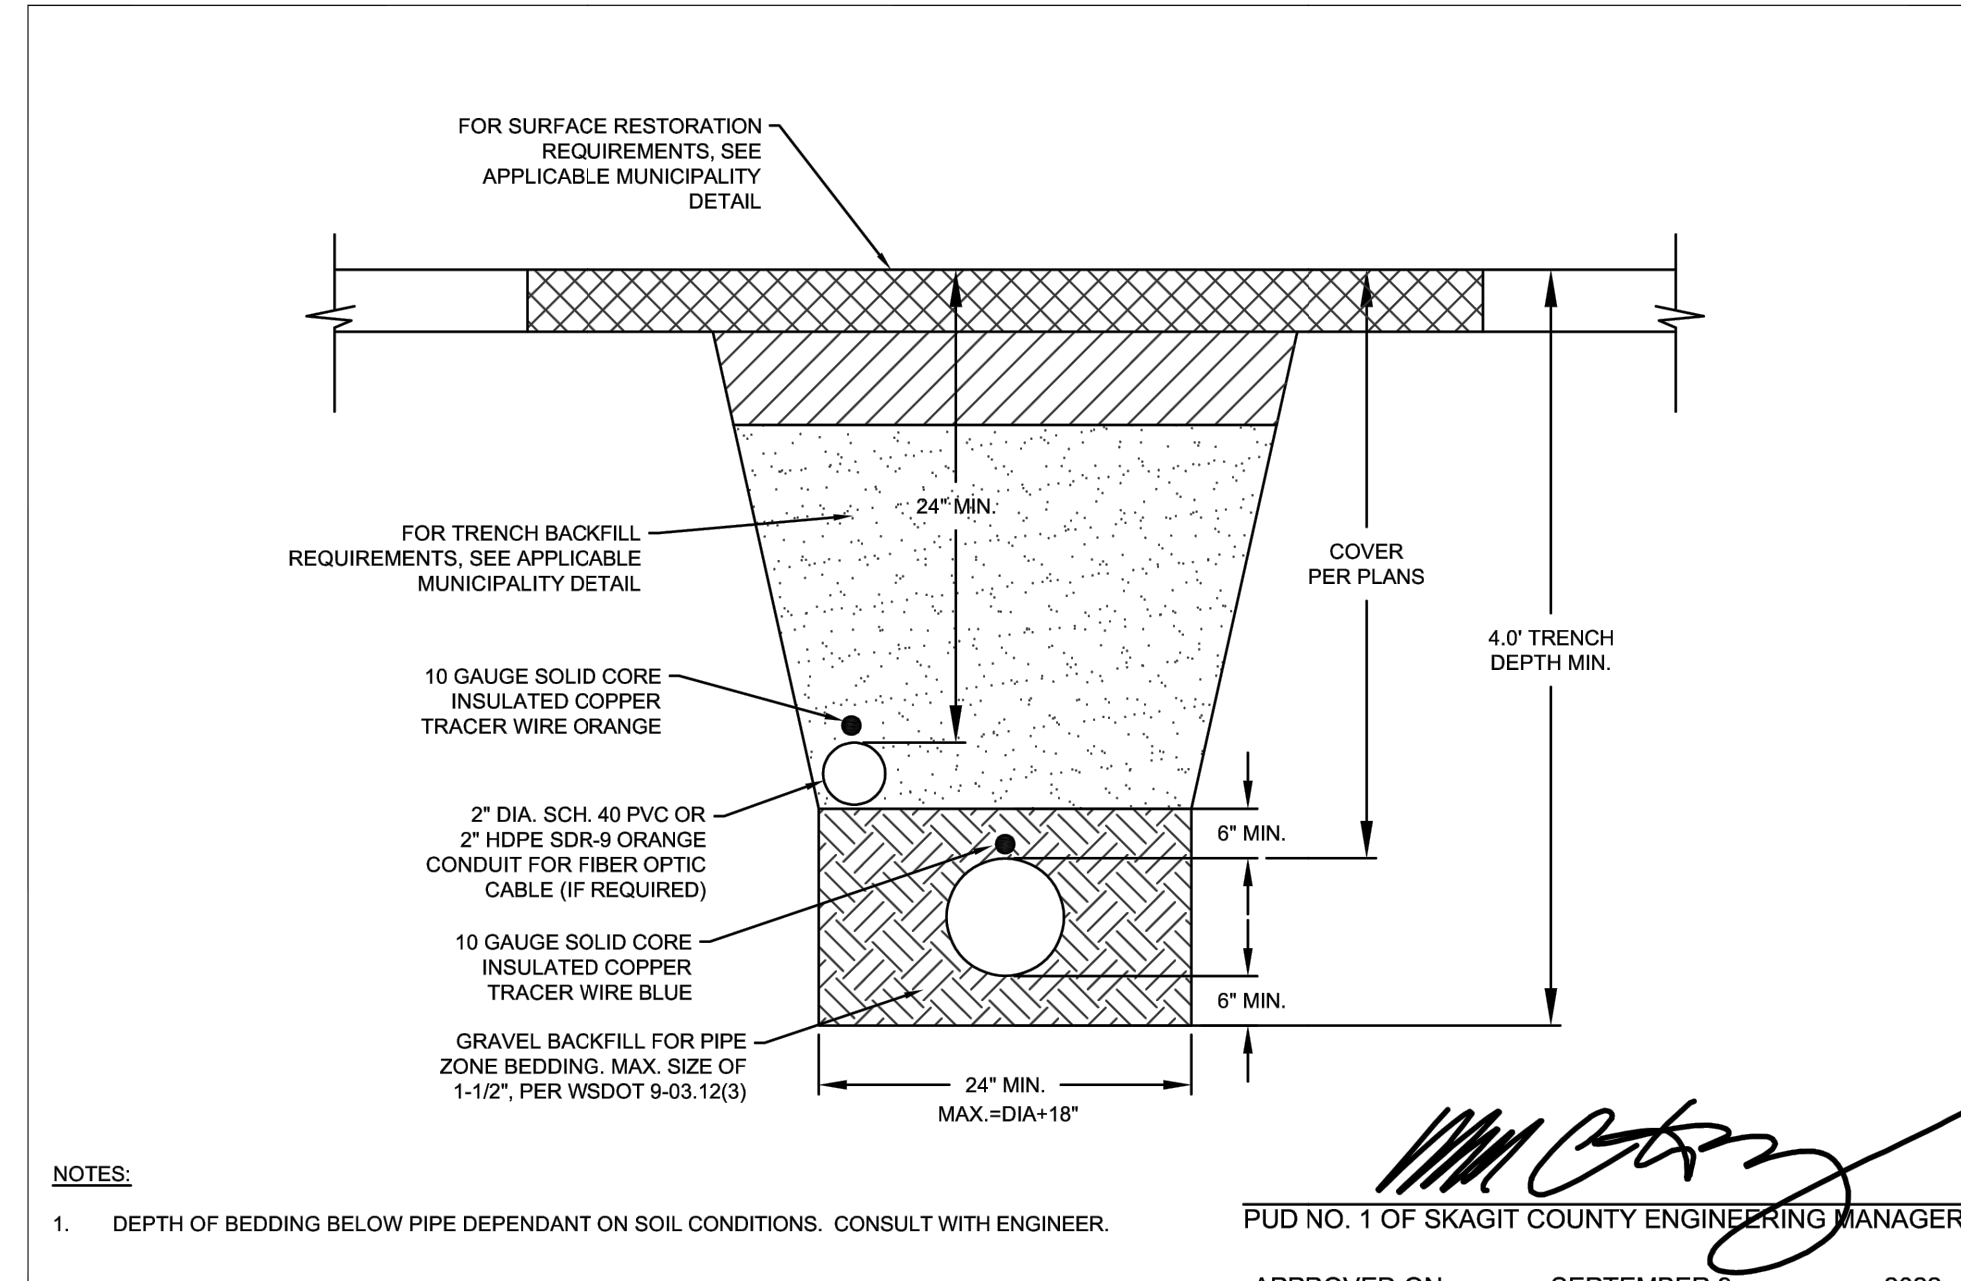 FOR SURFACE RESTORATION
REQUIREMENTS, SEE
APPLICABLE MUNICIPALITY
DETAIL
24" MIN.
FOR TRENCH BACKFILL
REQUIREMENTS, SEE APPLICABLE
MUNICIPALITY DETAIL
COVER
PER PLANS
4.0' TRENCH
DEPTH MIN.
10 GAUGE SOLID CORE
INSULATED COPPER
TRACER WIRE ORANGE
2" DIA. SCH. 40 PVC OR
2" HDPE SDR-9 ORANGE
CONDUIT FOR FIBER OPTIC
CABLE (IF REQUIRED)
6" MIN.
10 GAUGE SOLID CORE
INSULATED COPPER
TRACER WIRE BLUE
6" MIN.
GRAVEL BACKFILL FOR PIPE
ZONE BEDDING. MAX. SIZE OF
1-1/2", PER WSDOT 9-03.12(3)
24" MIN.
MAX.=DIA+18"
NOTES:
1. DEPTH OF BEDDING BELOW PIPE DEPENDANT ON SOIL CONDITIONS. CONSULT WITH ENGINEER.
PUD NO. 1 OF SKAGIT COUNTY ENGINEERING MANAGER
APPROVED ON SEPTEMBER